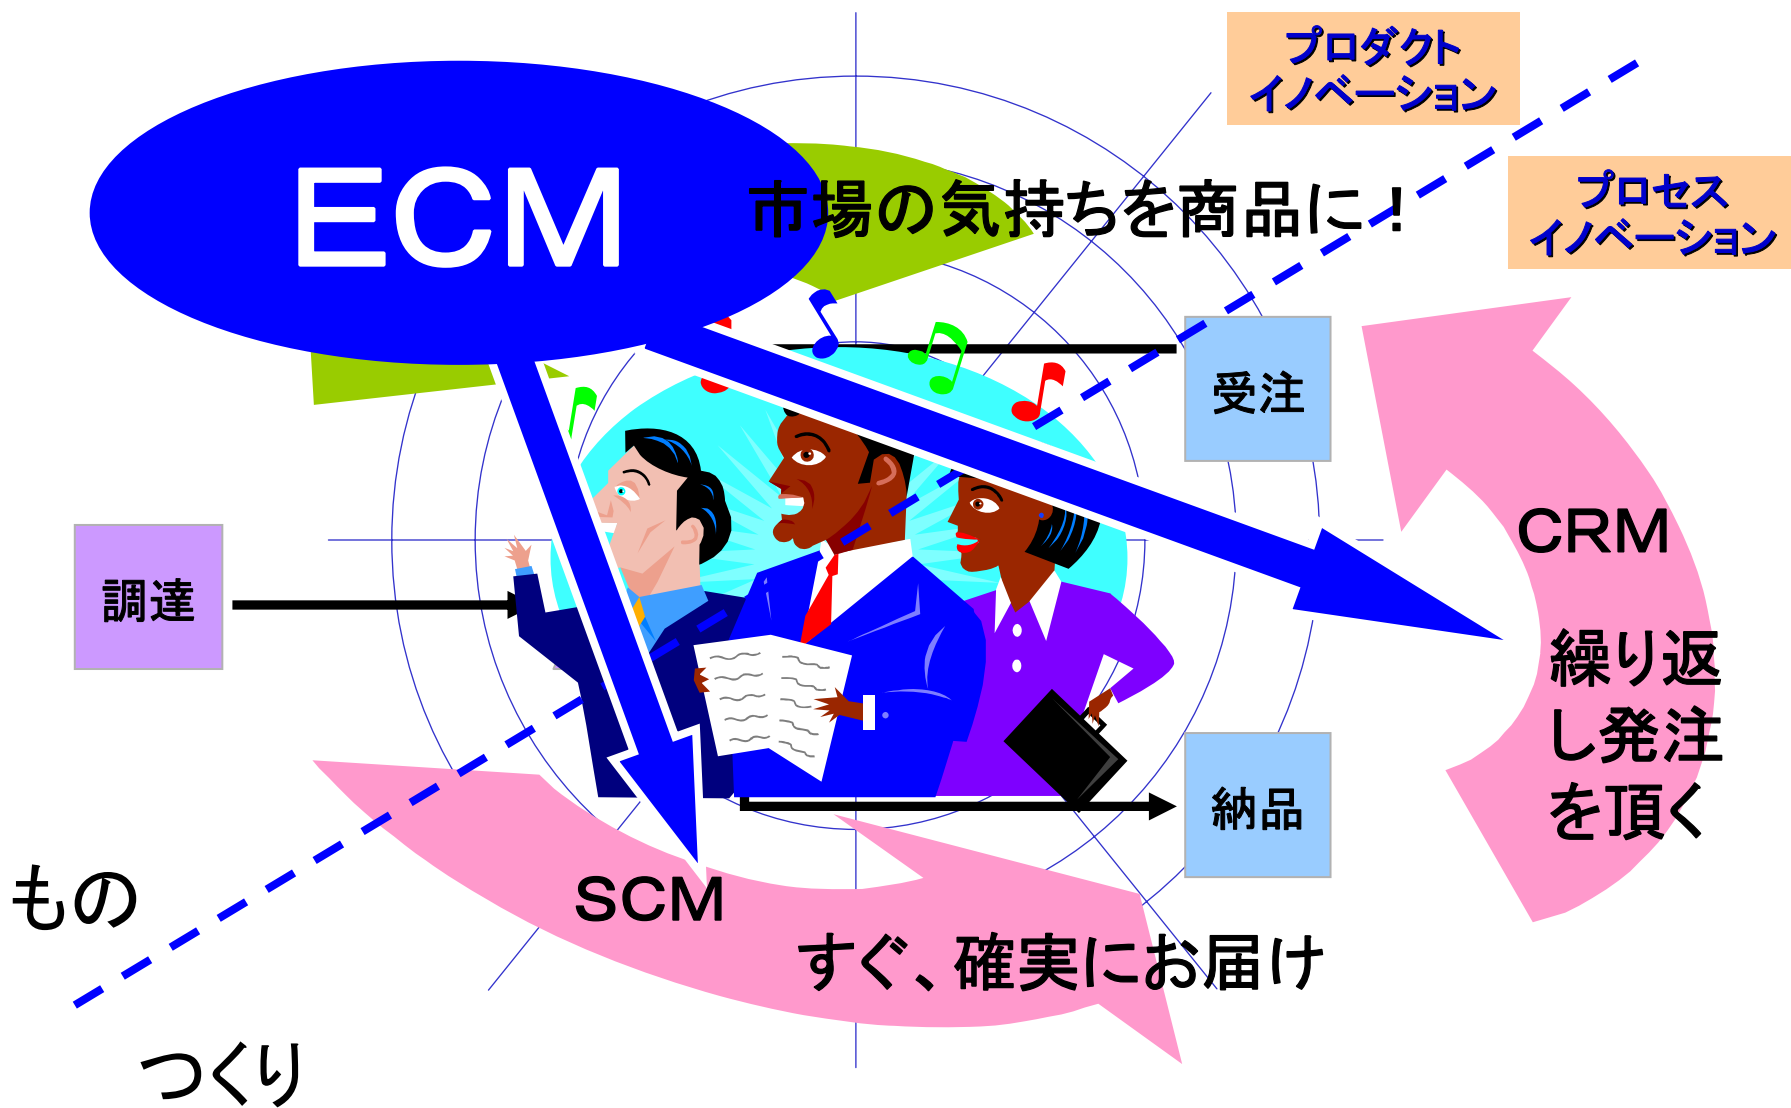 プロダクト
イノベーション
プロセス
イノベーション
ECM
市場の気持ちを商品に！
受注
調達
CRM
繰り返
し発注
を頂く
納品
もの
SCM
すぐ、確実にお届け
つくり